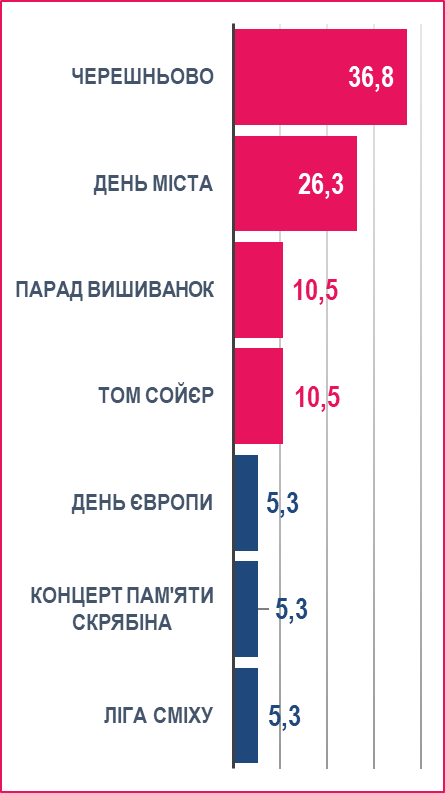 ЧЕРЕШНЬОВО 36,8
ДЕНЬ МІСТА 26,3
ПАРАД ВИШИВАНОК 10,5
ТОМ СОЙЄР 10,5
ДЕНЬ ЄВРОПИ 5,3
КОНЦЕРТ ПАМ'ЯТИ
СКРЯБІНА 5,3
ЛІГА СМІХУ 5,3